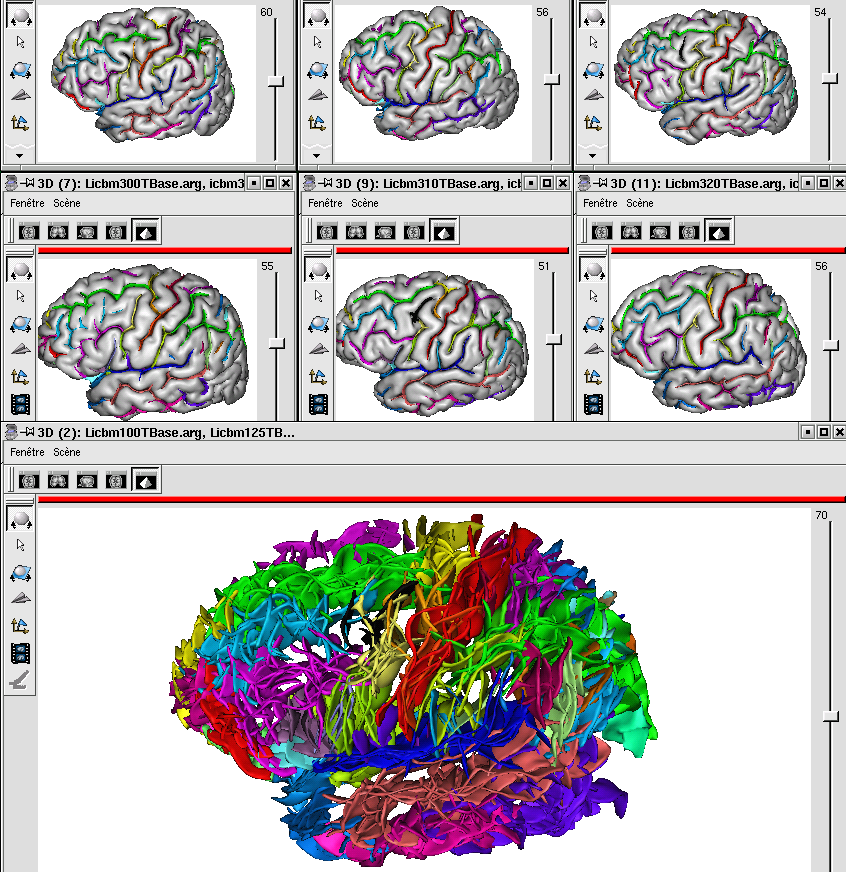 60
56
54
3D (7): Licbm300TBase.arg, icbm3
3D (9): Licbm310TBase.arg, icl
3D (11): Licbm320TBase.arg, ic
Fenêtre Scène
Fenêtre Scène
Fenêtre Scène
55
51
56
3D (2): Licbm100TBase.arg, Licbm125TB...
Fenêtre Scène
70